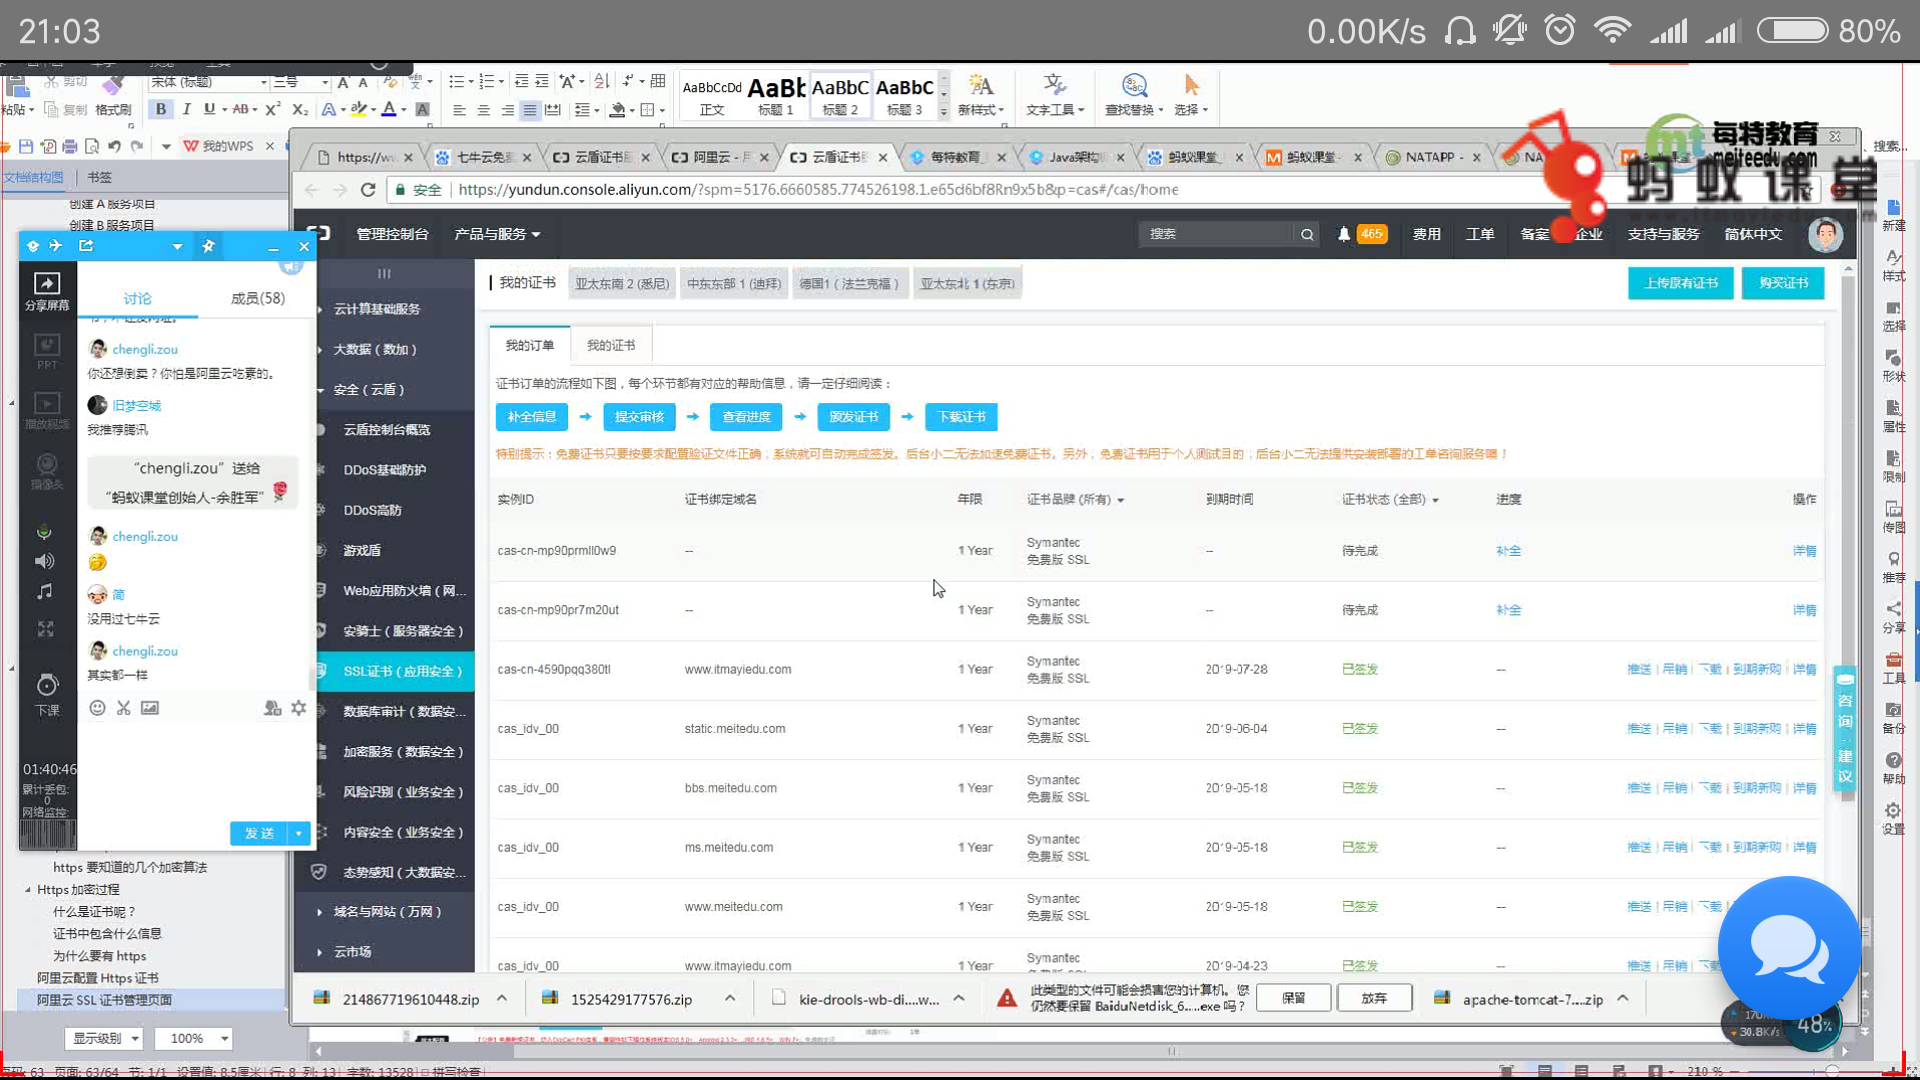 21:03
0.00K/s
80%
剪切
复制
格式刷
宋体 (标题)
三号
AaBbCcDd
正文
AaBb
标题 1
AaBbC
标题 2
AaBbC
标题 3
新样式
文字工具
查找替换
选择
我的WPS
搜索...
每特教育
meiteedu.com
蚂蚁课堂
文档结构图
书签
创建 A 服务项目
创建 B 服务项目
https://w
七牛云免
云盾证书
阿里云 -
云盾证书
每特教育
Java架构
蚂蚁课堂
蚂蚁课堂
NATAPP -
NA
安全
https://yundun.console.aliyun.com/?spm=5176.6660585.774526198.1.e65d6bf8Rn9x5b&p=cas#/cas/home
管理控制台
产品与服务
搜索
465
费用
工单
备案
企业
支持与服务
简体中文
分享屏幕
PPT
播放视频
摄像头
下课
01:40:46
累计丢包:
0
网络监控:
讨论
成员(58)
chengli.zou
你还想倒卖？你怕是阿里云吃素的。
旧梦空城
我推荐腾讯
“chengli.zou” 送给
“蚂蚁课堂创始人-余胜军”
chengli.zou
简
没用过七牛云
chengli.zou
其实都一样
发 送
https 要知道的几个加密算法
Https 加密过程
什么是证书呢？
证书中包含什么信息
为什么要有 https
阿里云配置 Https 证书
阿里云 SSL 证书管理页面
显示级别
100%
云计算基础服务
大数据（数加）
安全（云盾）
云盾控制台概览
DDoS基础防护
DDoS高防
游戏盾
Web应用防火墙（网...
安骑士（服务器安全）
SSL证书（应用安全）
数据库审计（数据安...
加密服务（数据安全）
风险识别（业务安全）
内容安全（业务安全）
态势感知（大数据安...
域名与网站（万网）
云市场
我的证书
亚太东南 2 (悉尼)
中东东部 1 (迪拜)
德国1（法兰克福）
亚太东北 1 (东京)
上传原有证书
购买证书
我的订单
我的证书
证书订单的流程如下图，每个环节都有对应的帮助信息，请一定仔细阅读：
补全信息
提交审核
查看进度
颁发证书
下载证书
特别提示：免费证书只要按要求配置验证文件正确，系统就可自动完成签发。后台小二无法加速免费证书。另外，免费证书用于个人测试目的，后台小二无法提供安装部署的工单咨询服务喔！
实例ID 证书绑定域名 年限 证书品牌 (所有) 到期时间 证书状态 (全部) 进度 操作
cas-cn-mp90prmll0w9 -- 1 Year Symantec 免费版 SSL -- 待完成 补全 详情
cas-cn-mp90pr7m20ut -- 1 Year Symantec 免费版 SSL -- 待完成 补全 详情
cas-cn-4590pqq380tl www.itmayiedu.com 1 Year Symantec 免费版 SSL 2019-07-28 已签发 -- 推送 | 吊销 | 下载 | 到期新购 | 详情
cas_idv_00 static.meitedu.com 1 Year Symantec 免费版 SSL 2019-06-04 已签发 -- 推送 | 吊销 | 下载 | 到期新购 | 详情
cas_idv_00 bbs.meitedu.com 1 Year Symantec 免费版 SSL 2019-05-18 已签发 -- 推送 | 吊销 | 下载 | 到期新购 | 详情
cas_idv_00 ms.meitedu.com 1 Year Symantec 免费版 SSL 2019-05-18 已签发 -- 推送 | 吊销 | 下载 | 到期新购 | 详情
cas_idv_00 www.meitedu.com 1 Year Symantec 免费版 SSL 2019-05-18 已签发 -- 推送 | 吊销 | 下载
cas_idv_00 www.itmayiedu.com 1 Year Symantec 免费版 SSL 2019-04-23 已签发 -- 推送 | 吊销 | 下载
咨询·建议
新建
样式
选择
形状
属性
限制
传图
推荐
分享
工具
备份
帮助
设置
214867719610448.zip
1525429177576.zip
kie-drools-wb-di....w...
此类型的文件可能会损害您的计算机。您
仍然要保留 BaiduNetdisk_6....exe 吗？
保留
放弃
apache-tomcat-7....zip
30.8K/s
48%
页码: 63 页面: 63/64 节: 1/1 设置值: 8.5厘米 行: 8 列: 13 字数: 13528 拼写检查
210 %